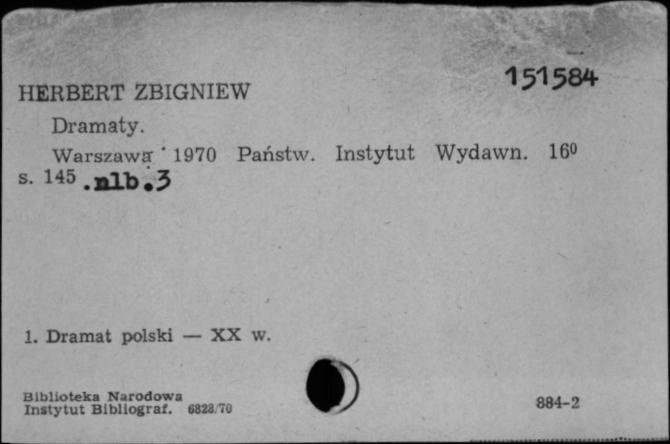 151584
HERBERT ZBIGNIEW
Dramaty.
Warszawa 1970 Państw. Instytut Wydawn. 16⁰
s. 145 .nlb.3
1. Dramat polski — XX w.
Biblioteka Narodowa
Instytut Bibliograf. 6828/70
884-2